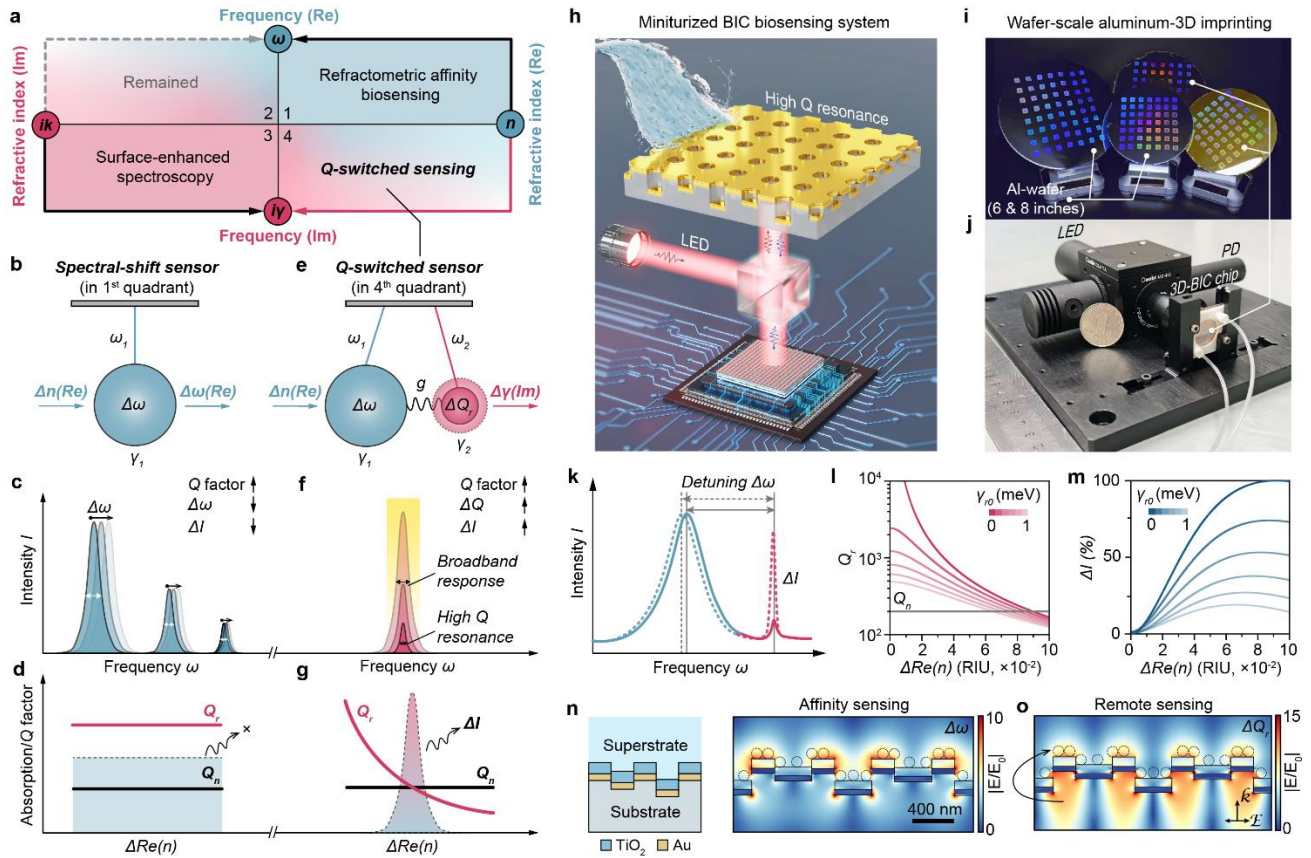 a
Frequency (Re)
ω
Refractive index (Im)
Remained
Refractometric affinity
biosensing
ik
2
1
n
3
4
Surface-enhanced
spectroscopy
Q-switched sensing
Refractive index (Re)
iγ
Frequency (Im)
b
Spectral-shift sensor
(in 1st quadrant)
ω1
Δn(Re)
Δω
Δω(Re)
γ1
e
Q-switched sensor
(in 4th quadrant)
ω1
ω2
Δn(Re)
Δω
g
ΔQr
Δγ(Im)
γ1
γ2
c
Intensity I
Δω
Q factor
Δω
ΔI
Frequency ω
f
Q factor
ΔQ
ΔI
Broadband
response
High Q
resonance
Frequency ω
d
Absorption/Q factor
Qr
×
Qn
ΔRe(n)
g
Qr
ΔI
Qn
ΔRe(n)
h
Miniturized BIC biosensing system
High Q resonance
LED
i
Wafer-scale aluminum-3D imprinting
Al-wafer
(6 & 8 inches)
j
LED
PD
3D-BIC chip
k
Intensity I
Detuning Δω
ΔI
Frequency ω
l
Qr
10⁴
10³
10²
γr0 (meV)
0 1
Qn
0 2 4 6 8 10
ΔRe(n) (RIU, ×10⁻²)
m
ΔI (%)
100
50
0
γr0 (meV)
0 1
0 2 4 6 8 10
ΔRe(n) (RIU, ×10⁻²)
n
Superstrate
Substrate
TiO2 Au
Affinity sensing
Δω
400 nm
10
|E/E0|
0
o
Remote sensing
ΔQr
k
E
15
|E/E0|
0